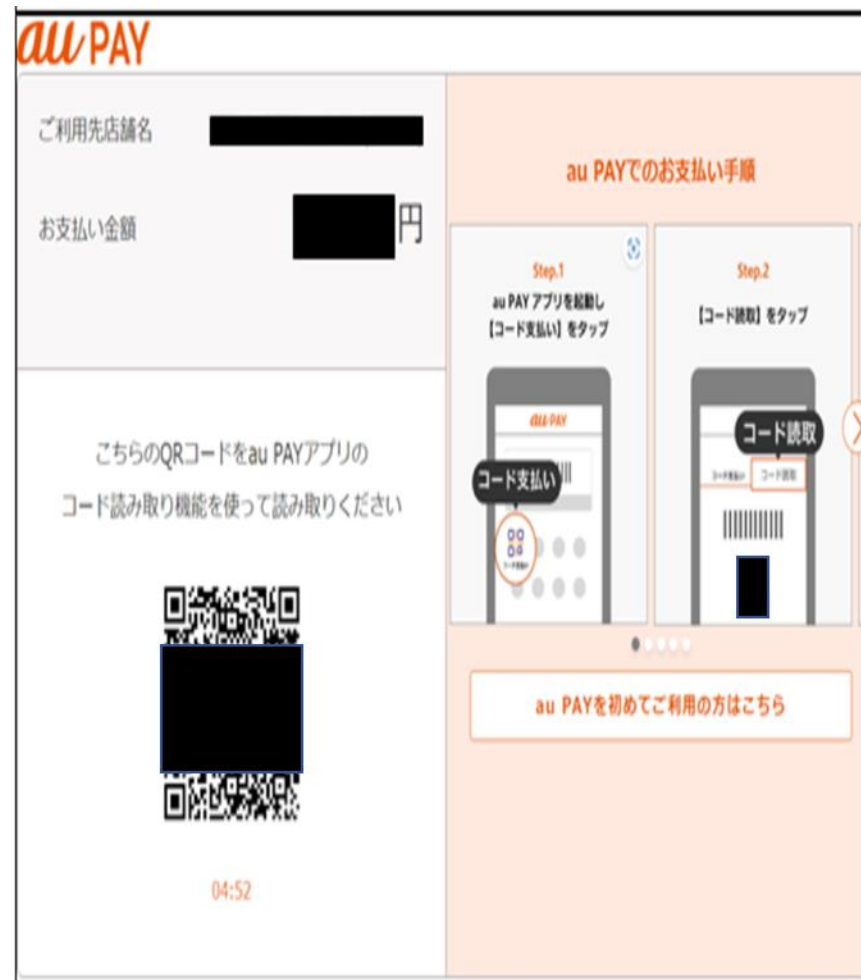 au PAY
ご利用先店舗名
お支払い金額
円
こちらのQRコードをau PAYアプリの
コード読み取り機能を使って読み取りください
04:52
au PAYでのお支払い手順
Step.1
au PAY アプリを起動し
【コード支払い】をタップ
au PAY
コード支払い
コード支払い
Step.2
【コード読取】をタップ
コード読取
コード支払い
コード読取
au PAYを初めてご利用の方はこちら